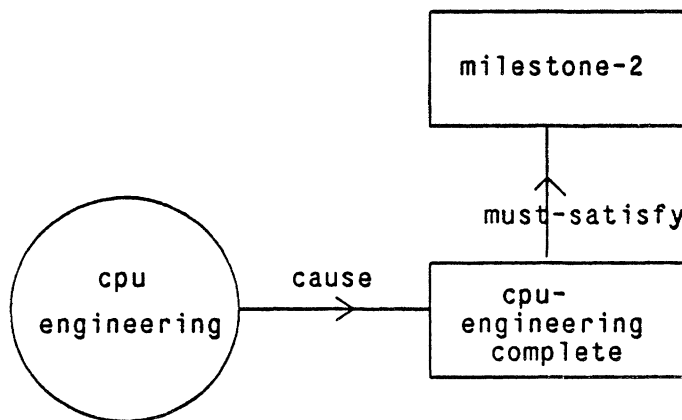 milestone-2
must-satisfy
cpu
engineering
cause
cpu-
engineering
complete